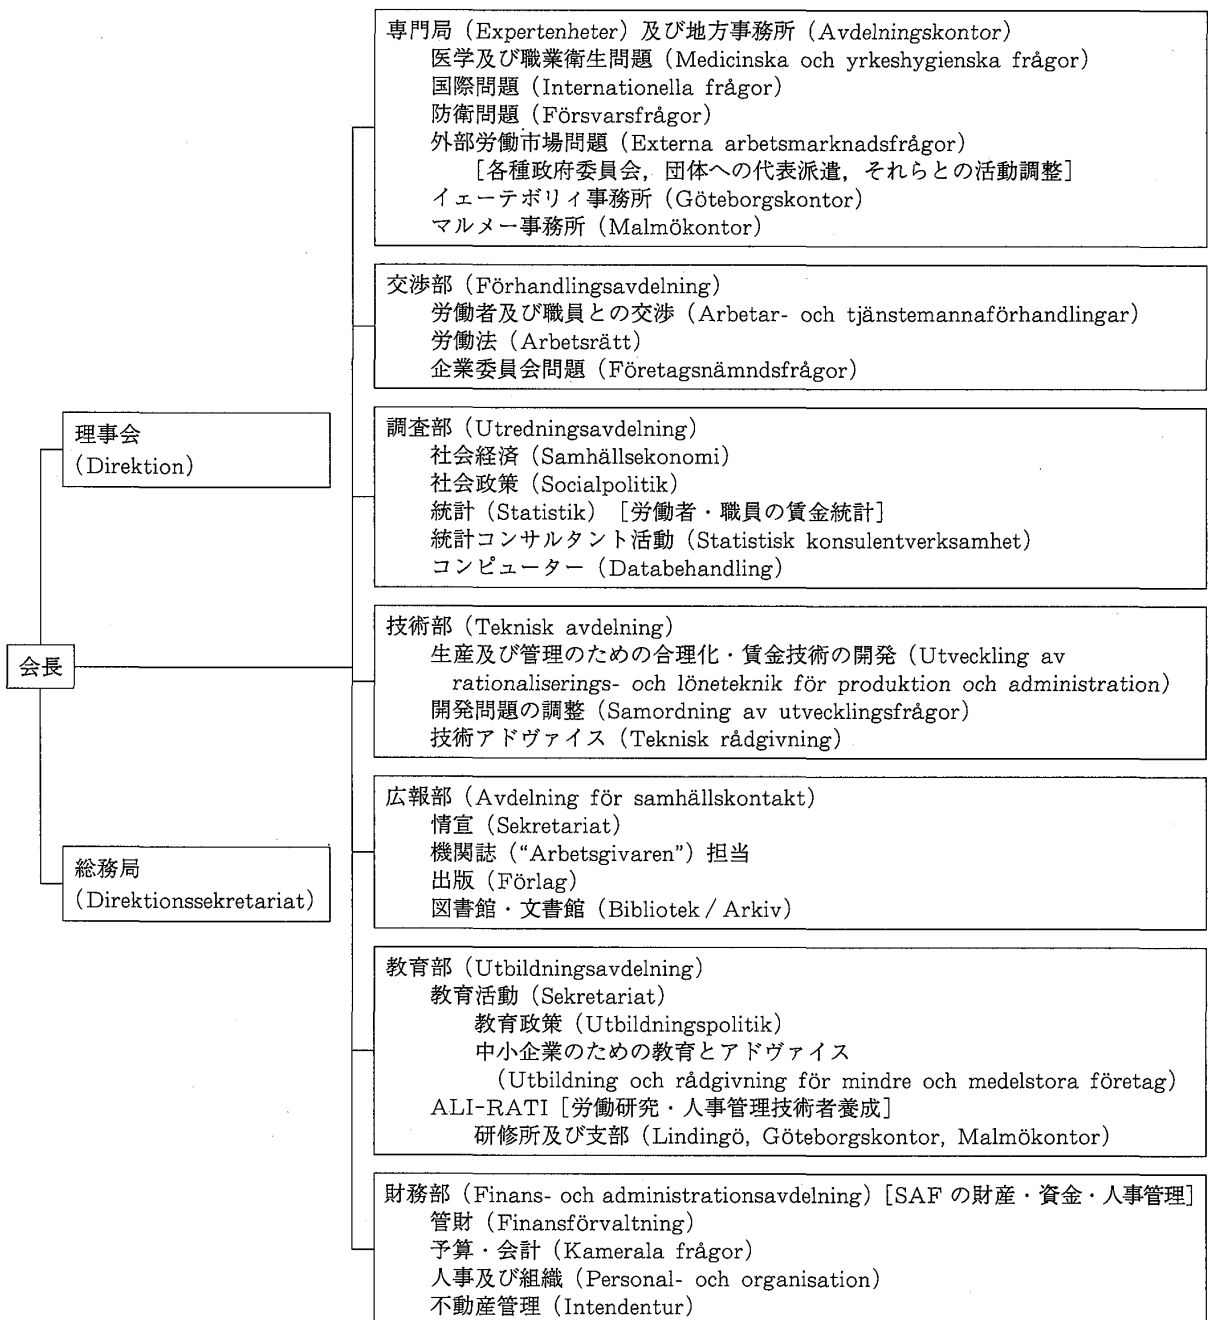 会長
理事会
(Direktion)
総務局
(Direktionssekretariat)
専門局（Expertenheter）及び地方事務所（Avdelningskontor）
医学及び職業衛生問題（Medicinska och yrkeshygienska frågor）
国際問題（Internationella frågor）
防衛問題（Försvarsfrågor）
外部労働市場問題（Externa arbetsmarknadsfrågor）
［各種政府委員会，団体への代表派遣，それらとの活動調整］
イェーテボリィ事務所（Göteborgskontor）
マルメー事務所（Malmökontor）
交渉部（Förhandlingsavdelning）
労働者及び職員との交渉（Arbetar- och tjänstemannaförhandlingar）
労働法（Arbetsrätt）
企業委員会問題（Företagsnämndsfrågor）
調査部（Utredningsavdelning）
社会経済（Samhällsekonomi）
社会政策（Socialpolitik）
統計（Statistik）［労働者・職員の賃金統計］
統計コンサルタント活動（Statistisk konsulentverksamhet）
コンピューター（Databehandling）
技術部（Teknisk avdelning）
生産及び管理のための合理化・賃金技術の開発（Utveckling av
rationaliserings- och löneteknik för produktion och administration）
開発問題の調整（Samordning av utvecklingsfrågor）
技術アドヴァイス（Teknisk rådgivning）
広報部（Avdelning för samhällskontakt）
情宣（Sekretariat）
機関誌（“Arbetsgivaren”）担当
出版（Förlag）
図書館・文書館（Bibliotek / Arkiv）
教育部（Utbildningsavdelning）
教育活動（Sekretariat）
教育政策（Utbildningspolitik）
中小企業のための教育とアドヴァイス
（Utbildning och rådgivning för mindre och medelstora företag）
ALI-RATI［労働研究・人事管理技術者養成］
研修所及び支部（Lindingö, Göteborgskontor, Malmökontor）
財務部（Finans- och administrationsavdelning）［SAF の財産・資金・人事管理］
管財（Finansförvaltning）
予算・会計（Kamerala frågor）
人事及び組織（Personal- och organisation）
不動産管理（Intendentur）